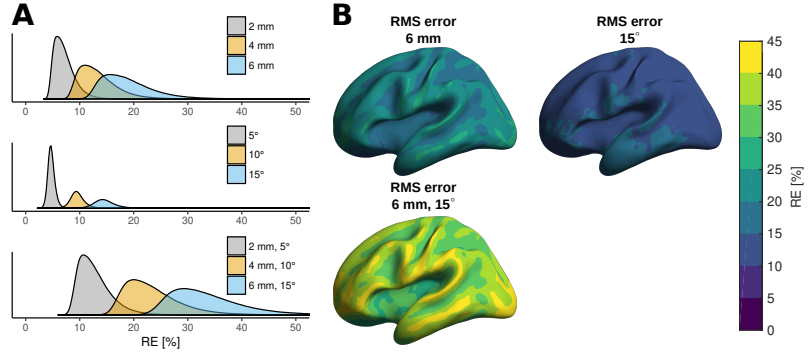 A
2 mm
4 mm
6 mm
0 10 20 30 40 50
5°
10°
15°
0 10 20 30 40 50
2 mm, 5°
4 mm, 10°
6 mm, 15°
0 10 20 30 40 50
RE [%]
B
RMS error
6 mm
RMS error
15°
RMS error
6 mm, 15°
45
40
35
30
25
20
15
10
5
0
RE [%]